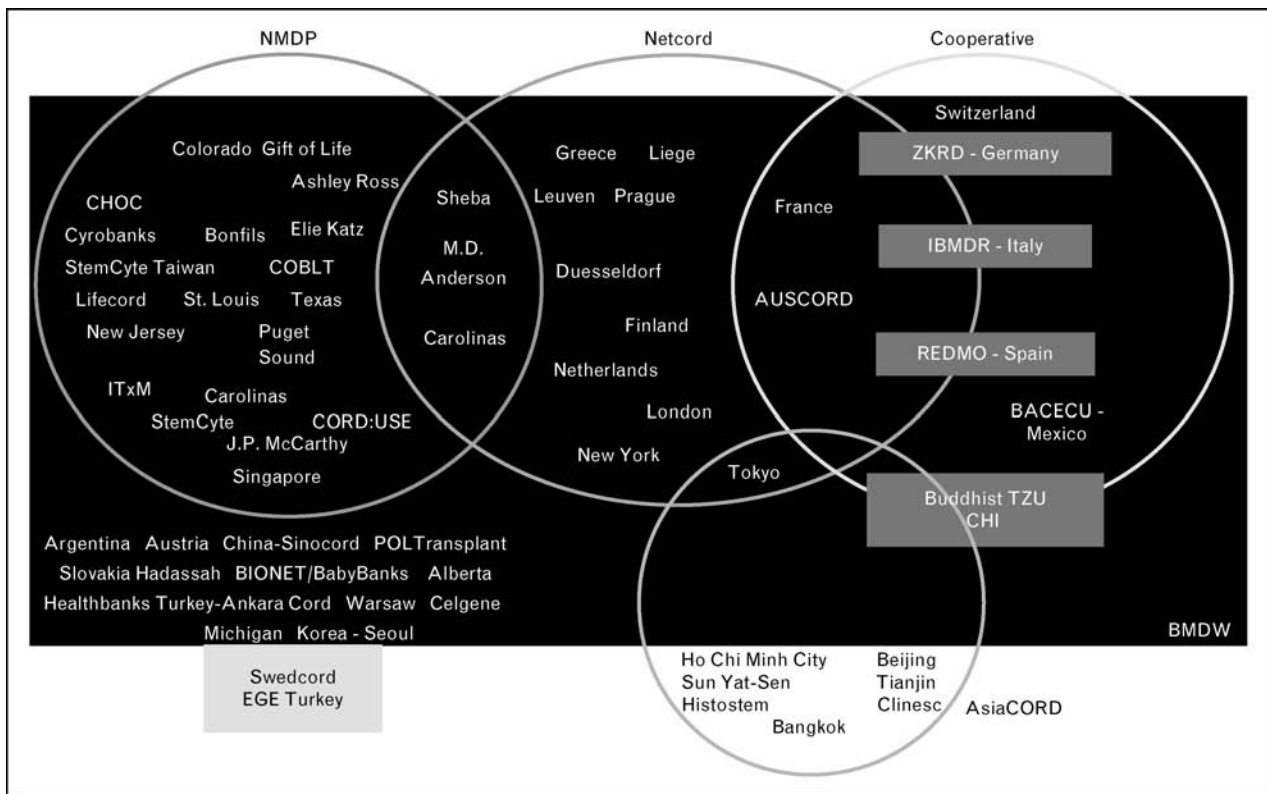 NMDP Netcord Cooperative
Switzerland
Colorado Gift of Life
Ashley Ross
CHOC
Cyrobanks Bonfils Elie Katz
StemCyte Taiwan COBLT
Lifecord St. Louis Texas
New Jersey Puget
Sound
ITxM Carolinas
StemCyte CORD:USE
J.P. McCarthy
Singapore
Sheba
M.D.
Anderson
Carolinas
Greece Liege
Leuven Prague
Duesseldorf
Finland
Netherlands
London
New York
Tokyo
ZKRD - Germany
France
IBMDR - Italy
AUSCORD
REDMO - Spain
BACECU -
Mexico
Buddhist TZU
CHI
Argentina Austria China-Sinocord POLTransplant
Slovakia Hadassah BIONET/BabyBanks Alberta
Healthbanks Turkey-Ankara Cord Warsaw Celgene
Michigan Korea - Seoul
BMDW
Swedcord
EGE Turkey
Ho Chi Minh City Beijing
Sun Yat-Sen Tianjin
Histostem Clinesc
Bangkok
AsiaCORD